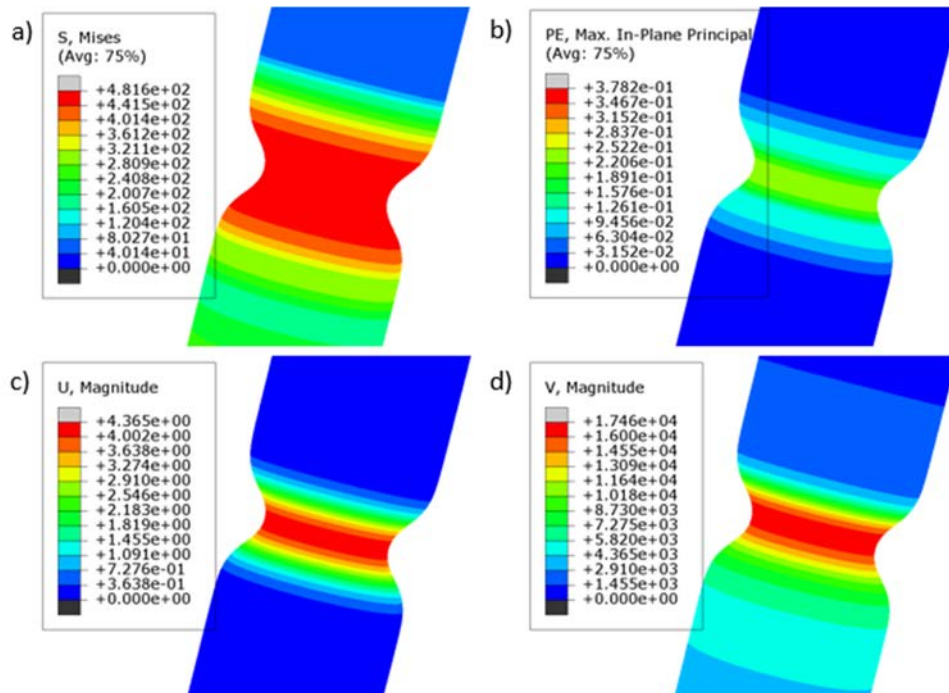 a)
S, Mises
(Avg: 75%)
+4.816e+02
+4.415e+02
+4.014e+02
+3.612e+02
+3.211e+02
+2.809e+02
+2.408e+02
+2.007e+02
+1.605e+02
+1.204e+02
+8.027e+01
+4.014e+01
+0.000e+00
b)
PE, Max. In-Plane Principal
(Avg: 75%)
+3.782e-01
+3.467e-01
+3.152e-01
+2.837e-01
+2.522e-01
+2.206e-01
+1.891e-01
+1.576e-01
+1.261e-01
+9.456e-02
+6.304e-02
+3.152e-02
+0.000e+00
c)
U, Magnitude
+4.365e+00
+4.002e+00
+3.638e+00
+3.274e+00
+2.910e+00
+2.546e+00
+2.183e+00
+1.819e+00
+1.455e+00
+1.091e+00
+7.276e-01
+3.638e-01
+0.000e+00
d)
V, Magnitude
+1.746e+04
+1.600e+04
+1.455e+04
+1.309e+04
+1.164e+04
+1.018e+04
+8.730e+03
+7.275e+03
+5.820e+03
+4.365e+03
+2.910e+03
+1.455e+03
+0.000e+00